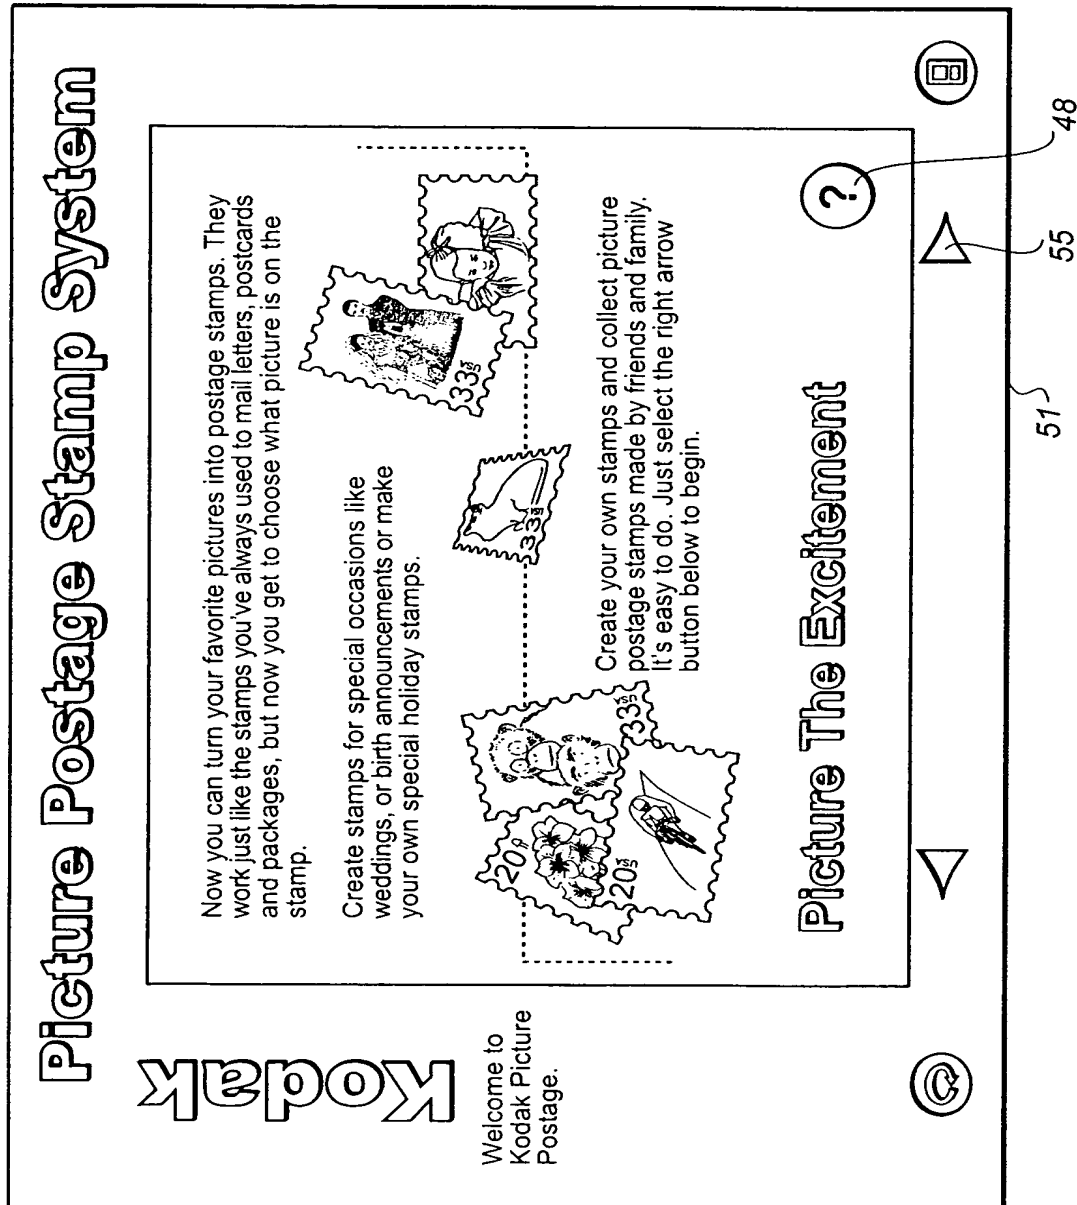 Picture Postage Stamp System
Kodak
Welcome to
Kodak Picture
Postage.
Now you can turn your favorite pictures into postage stamps. They
work just like the stamps you've always used to mail letters, postcards
and packages, but now you get to choose what picture is on the
stamp.
Create stamps for special occasions like
weddings, or birth announcements or make
your own special holiday stamps.
33
USA
33
USA
20¢
33
USA
20
USA
Create your own stamps and collect picture
postage stamps made by friends and family.
It's easy to do. Just select the right arrow
button below to begin.
Picture The Excitement
?
51
55
48